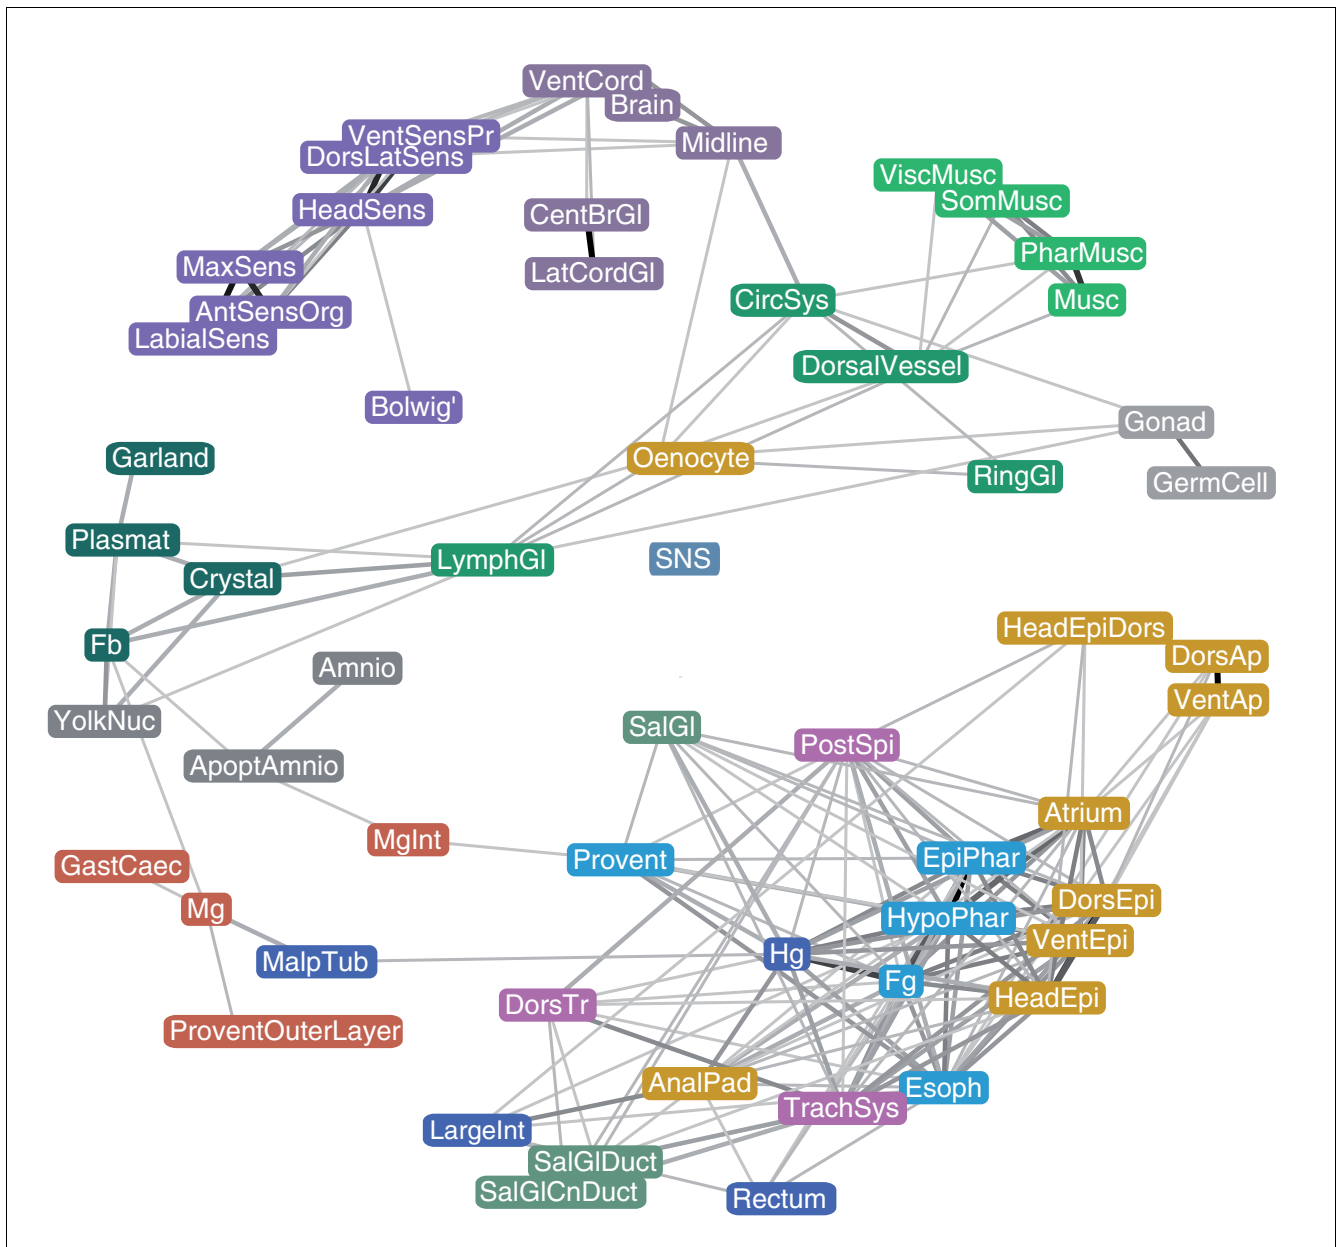 VentCord
Brain
VentSensPr
Midline
DorsLatSens
ViscMusc
SomMusc
HeadSens
CentBrGl
PharMusc
MaxSens
LatCordGl
CircSys
Musc
AntSensOrg
LabialSens
DorsalVessel
Bolwig'
Gonad
Garland
Oenocyte
RingGl
GermCell
Plasmat
LymphGl
SNS
Crystal
HeadEpiDors
Fb
DorsAp
Amnio
VentAp
YolkNuc
SalGl
PostSpi
ApoptAmnio
Atrium
MgInt
Provent
EpiPhar
GastCaec
DorsEpi
Mg
HypoPhar
VentEpi
MalpTub
Hg
Fg
HeadEpi
DorsTr
ProventOuterLayer
AnalPad
Esoph
TrachSys
LargeInt
SalGlDuct
SalGlCnDuct
Rectum